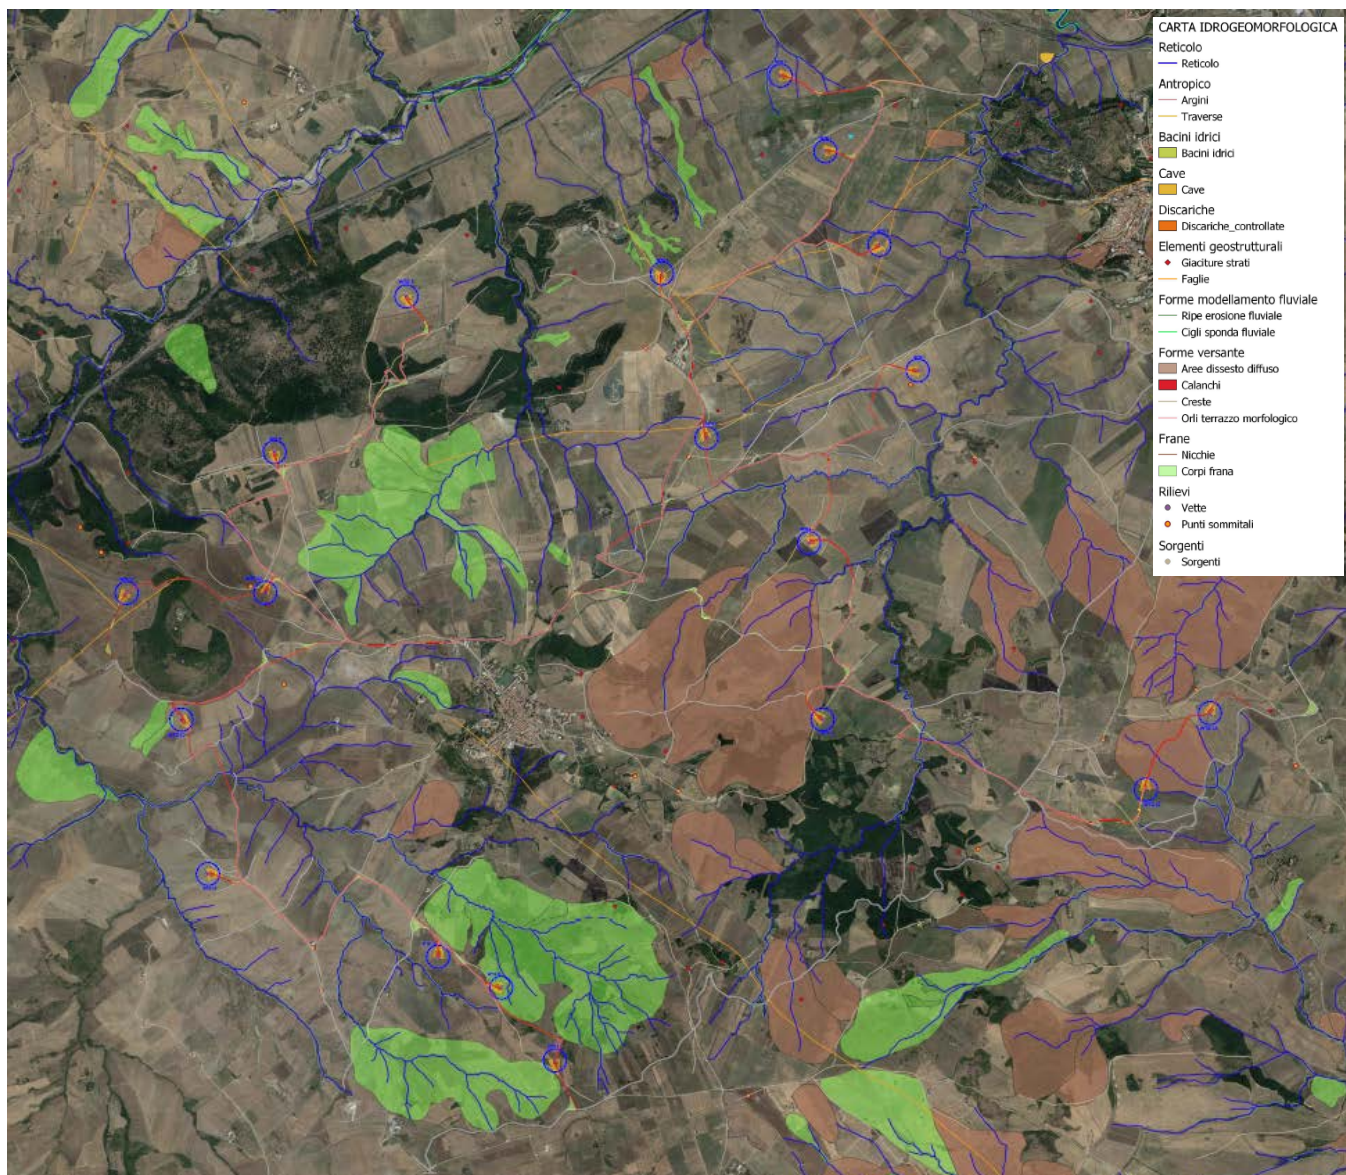 CARTA IDROGEOMORFOLOGICA
Reticolo
Reticolo
Antropico
Argini
Traverse
Bacini idrici
Bacini idrici
Cave
Cave
Discariche
Discariche_controllate
Elementi geostrutturali
Giaciture strati
Faglie
Forme modellamento fluviale
Ripe erosione fluviale
Cigli sponda fluviale
Forme versante
Aree dissesto diffuso
Calanchi
Creste
Orli terrazzo morfologico
Frane
Nicchie
Corpi frana
Rilievi
Vette
Punti sommitali
Sorgenti
Sorgenti